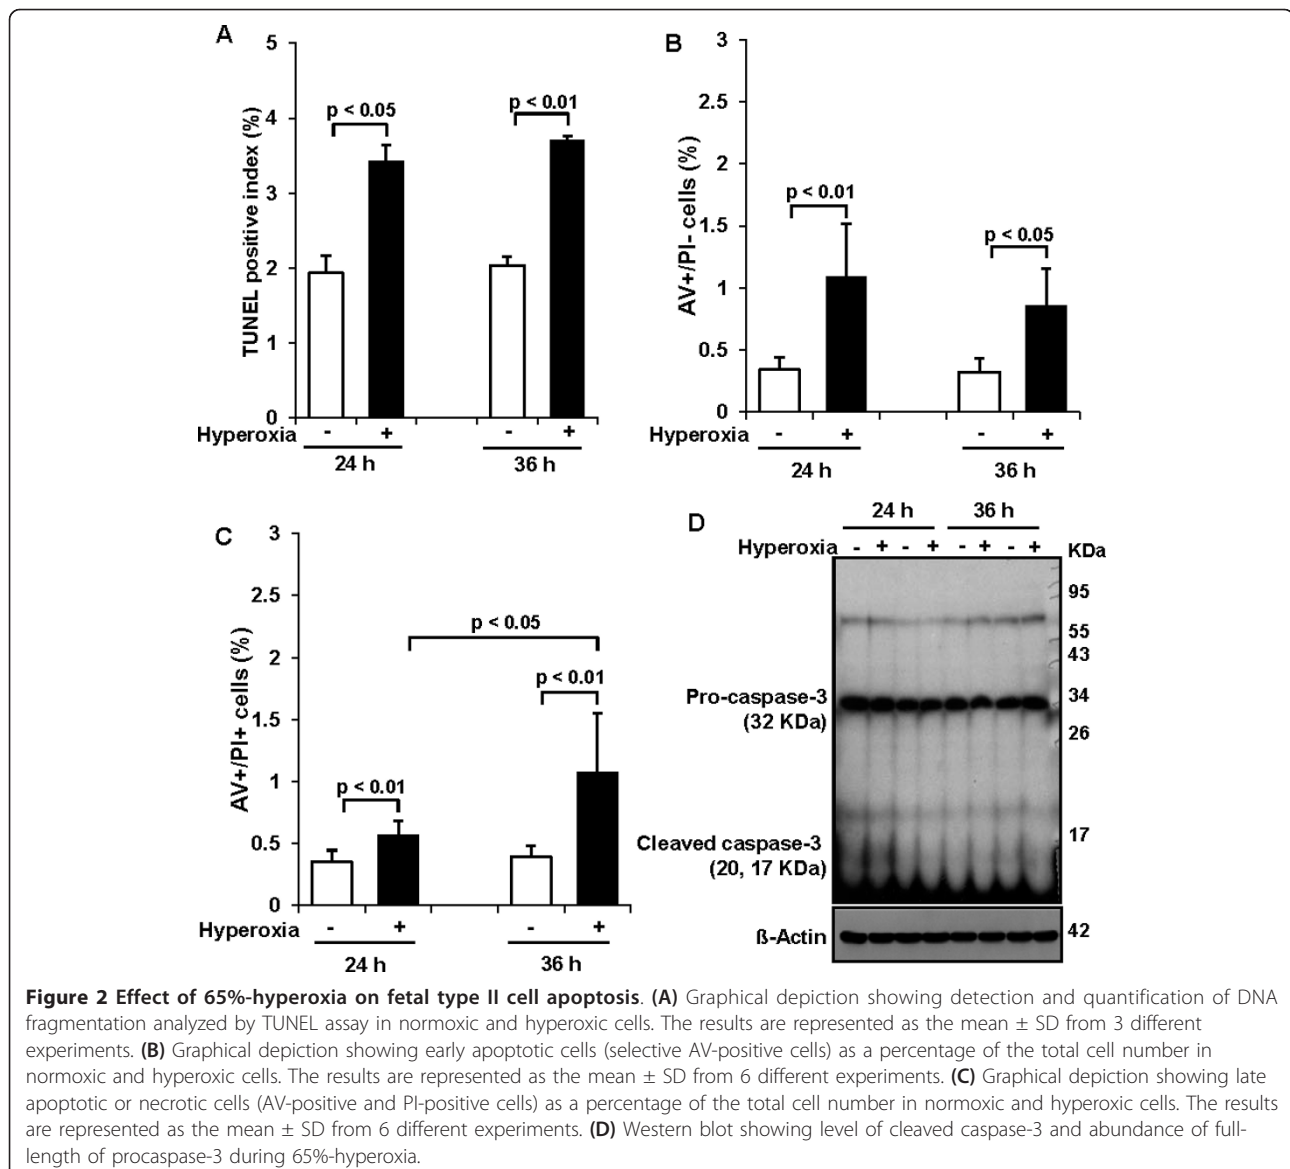 A
5
4
3
2
1
0
TUNEL positive index (%)
p < 0.05
p < 0.01
Hyperoxia - + - +
24 h 36 h
B
3
2.5
2
1.5
1
0.5
0
AV+/PI- cells (%)
p < 0.01
p < 0.05
- + - +
24 h 36 h
C
3
2.5
2
1.5
1
0.5
0
AV+/PI+ cells (%)
p < 0.05
p < 0.01
p < 0.01
Hyperoxia - + - +
24 h 36 h
D
24 h 36 h
Hyperoxia - + - + - + - + KDa
95
55
43
34
26
17
42
Pro-caspase-3
(32 KDa)
Cleaved caspase-3
(20, 17 KDa)
ß-Actin
Figure 2 Effect of 65%-hyperoxia on fetal type II cell apoptosis. (A) Graphical depiction showing detection and quantification of DNA
fragmentation analyzed by TUNEL assay in normoxic and hyperoxic cells. The results are represented as the mean ± SD from 3 different
experiments. (B) Graphical depiction showing early apoptotic cells (selective AV-positive cells) as a percentage of the total cell number in
normoxic and hyperoxic cells. The results are represented as the mean ± SD from 6 different experiments. (C) Graphical depiction showing late
apoptotic or necrotic cells (AV-positive and PI-positive cells) as a percentage of the total cell number in normoxic and hyperoxic cells. The results
are represented as the mean ± SD from 6 different experiments. (D) Western blot showing level of cleaved caspase-3 and abundance of full-
length of procaspase-3 during 65%-hyperoxia.